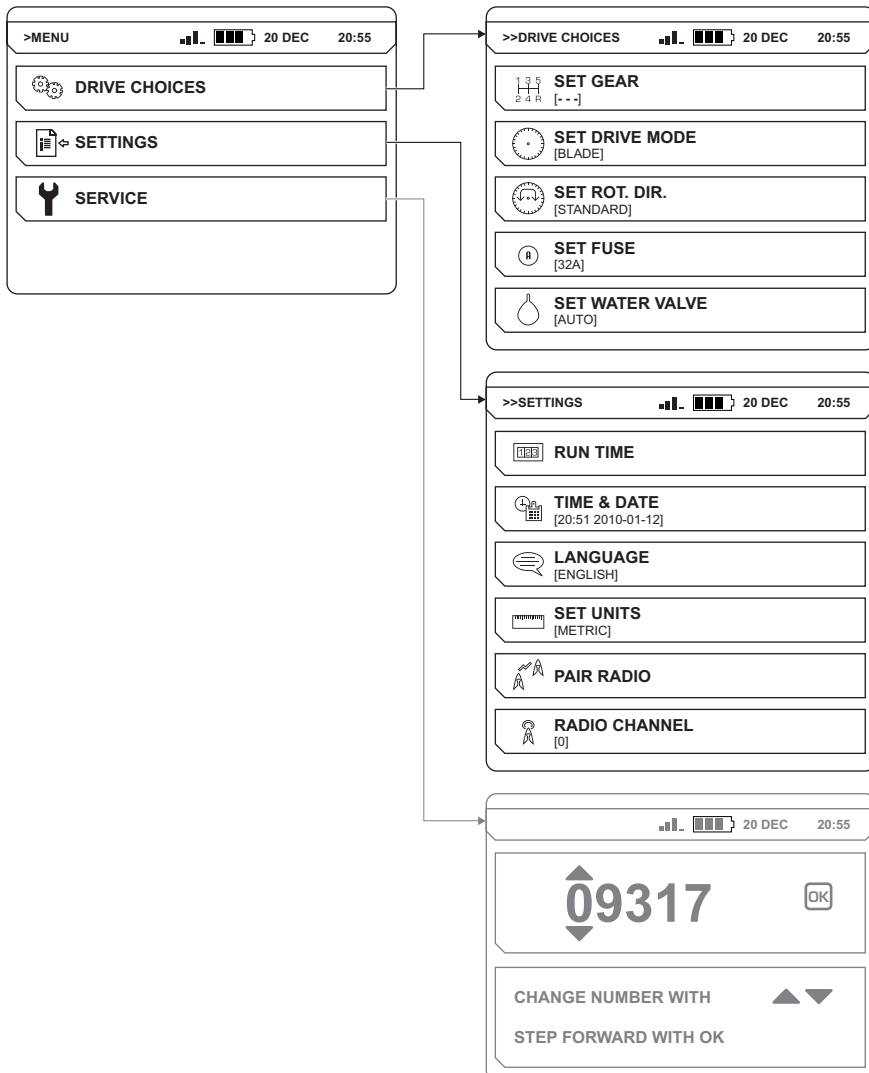 >MENU 20 DEC 20:55
DRIVE CHOICES
SETTINGS
SERVICE
>>DRIVE CHOICES 20 DEC 20:55
1 3 5
2 4 R
SET GEAR
[- - -]
SET DRIVE MODE
[BLADE]
SET ROT. DIR.
[STANDARD]
A
SET FUSE
[32A]
SET WATER VALVE
[AUTO]
>>SETTINGS 20 DEC 20:55
123
RUN TIME
TIME & DATE
[20:51 2010-01-12]
LANGUAGE
[ENGLISH]
SET UNITS
[METRIC]
PAIR RADIO
RADIO CHANNEL
[0]
20 DEC 20:55
09317 OK
CHANGE NUMBER WITH
STEP FORWARD WITH OK